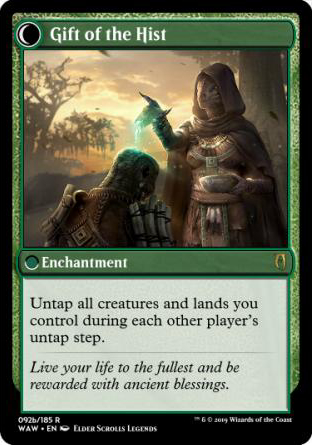 Gift of the Hist
Enchantment
Untap all creatures and lands you
control during each other player's
untap step.
Live your life to the fullest and be
rewarded with ancient blessings.
092b/185 R
WAW • EN ELDER SCROLLS LEGENDS
™ & © 2019 Wizards of the Coast